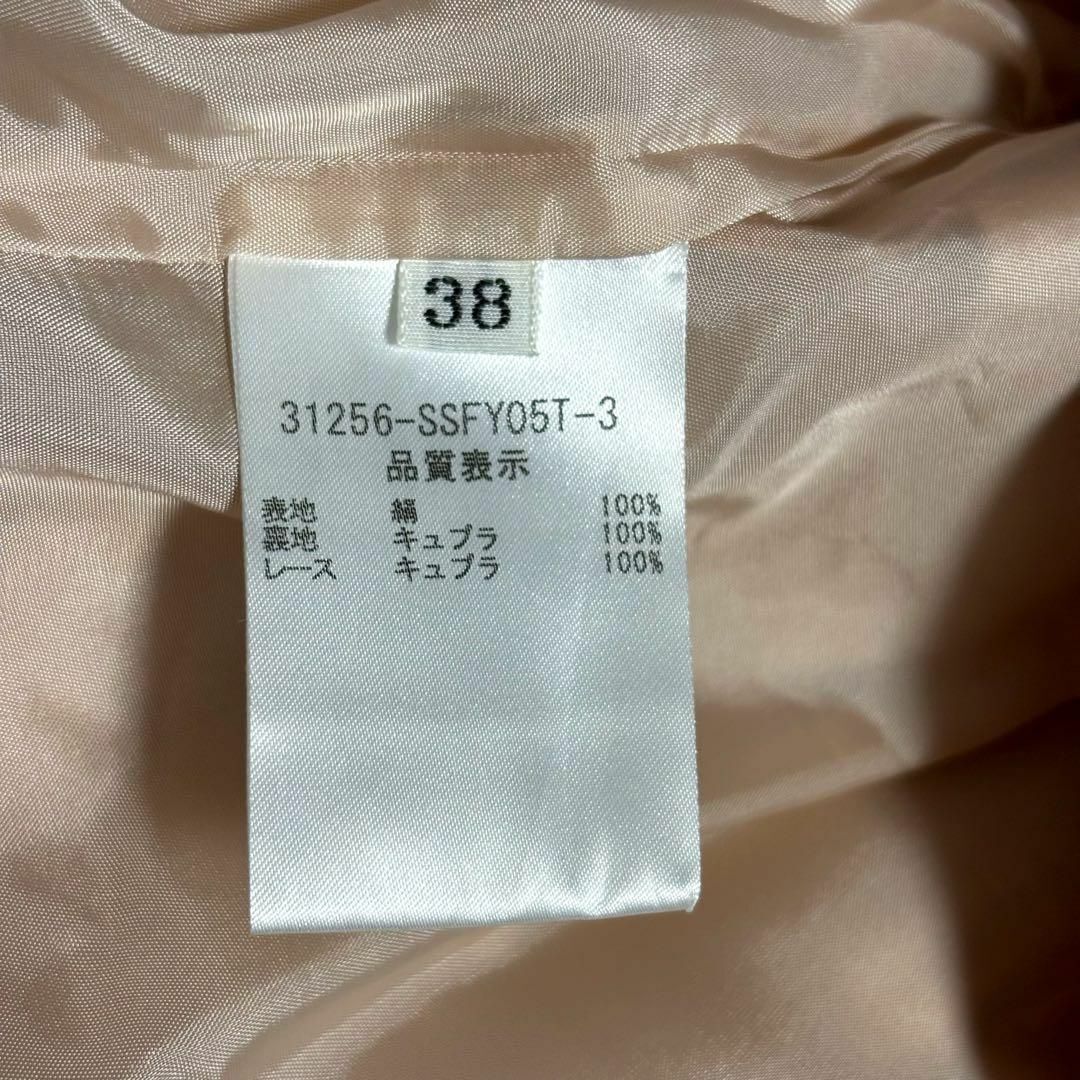 38
31256-SSFY05T-3
品質表示
表地 絹 100%
裏地 キュプラ 100%
レース キュプラ 100%